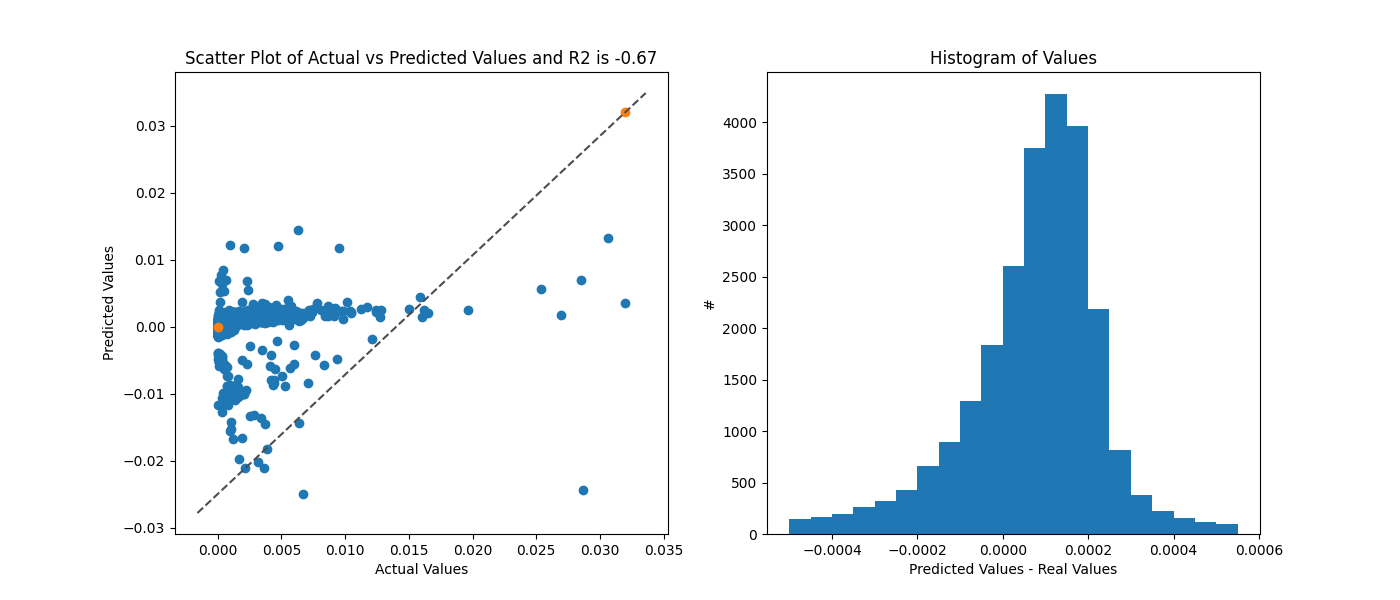 Scatter Plot of Actual vs Predicted Values and R2 is -0.67
Predicted Values
0.03
0.02
0.01
0.00
−0.01
−0.02
−0.03
0.000 0.005 0.010 0.015 0.020 0.025 0.030 0.035
Actual Values
Histogram of Values
#
4000
3500
3000
2500
2000
1500
1000
500
0
−0.0004 −0.0002 0.0000 0.0002 0.0004 0.0006
Predicted Values - Real Values